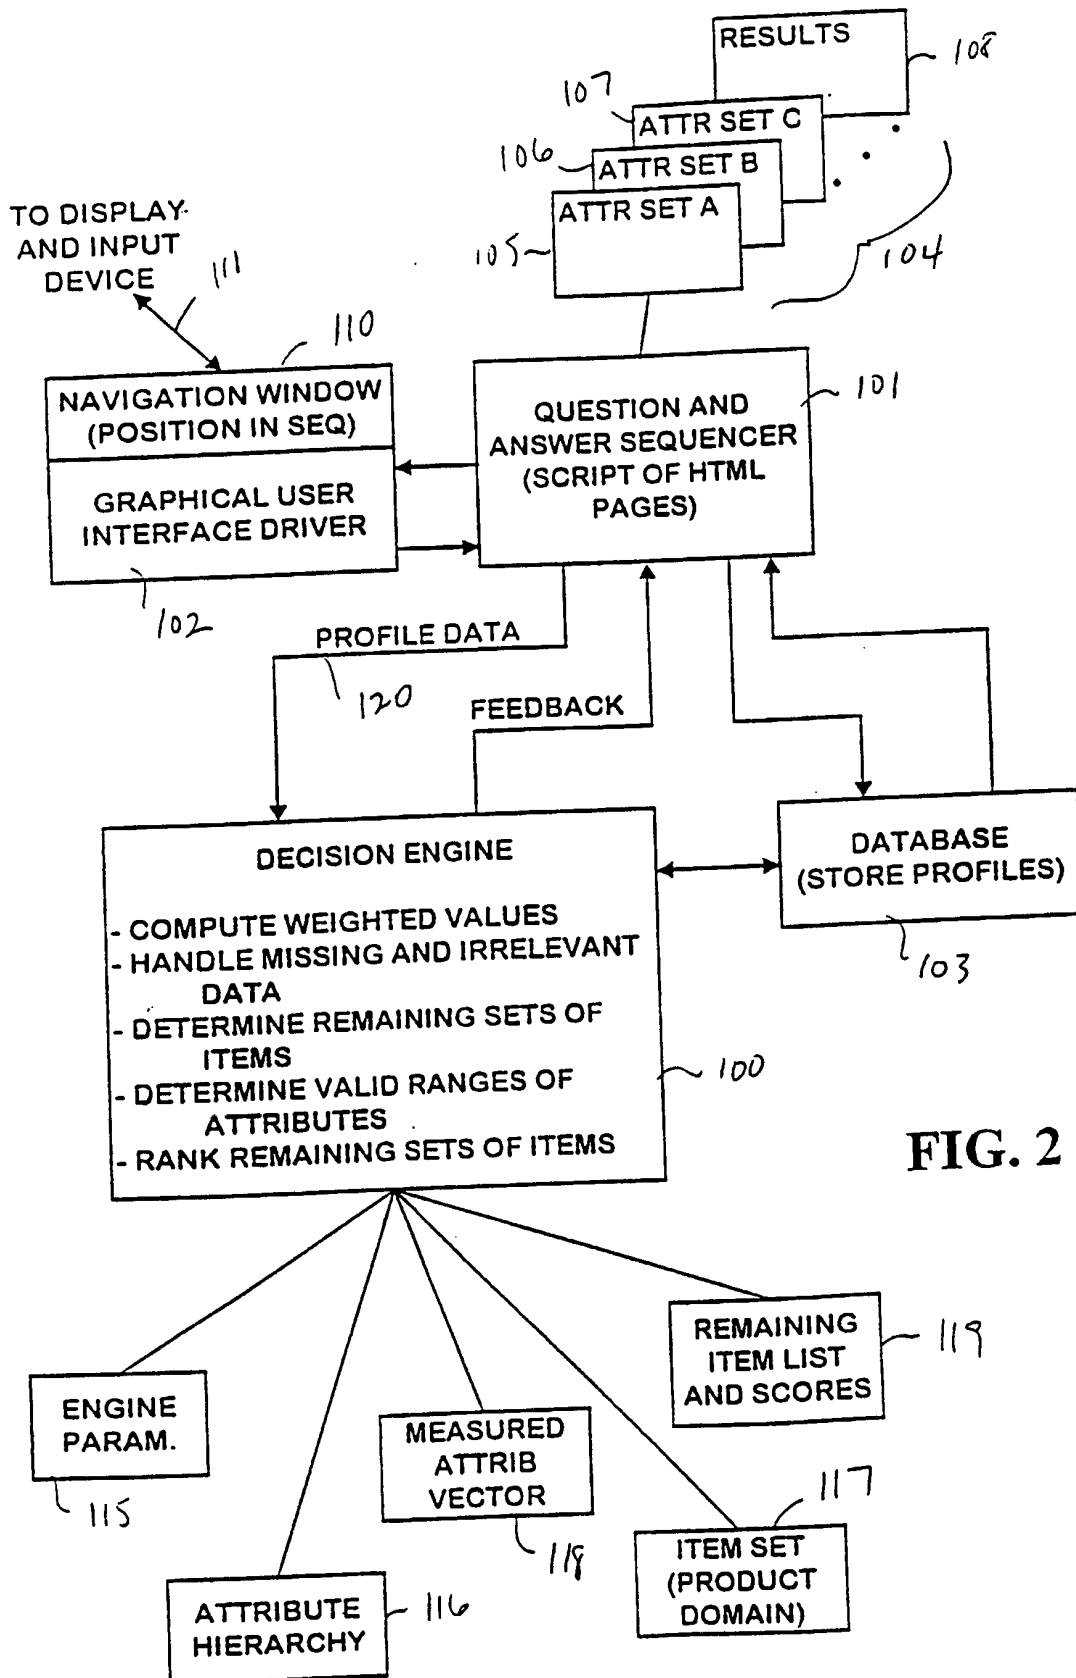 RESULTS
108
107
ATTR SET C
106
ATTR SET B
ATTR SET A
105
104
TO DISPLAY
AND INPUT
DEVICE
111
110
NAVIGATION WINDOW
(POSITION IN SEQ)
GRAPHICAL USER
INTERFACE DRIVER
102
QUESTION AND
ANSWER SEQUENCER
(SCRIPT OF HTML
PAGES)
101
PROFILE DATA
120
FEEDBACK
DECISION ENGINE
- COMPUTE WEIGHTED VALUES
- HANDLE MISSING AND IRRELEVANT
DATA
- DETERMINE REMAINING SETS OF
ITEMS
- DETERMINE VALID RANGES OF
ATTRIBUTES
- RANK REMAINING SETS OF ITEMS
100
DATABASE
(STORE PROFILES)
103
FIG. 2
ENGINE
PARAM.
115
ATTRIBUTE
HIERARCHY
116
MEASURED
ATTRIB
VECTOR
118
REMAINING
ITEM LIST
AND SCORES
119
117
ITEM SET
(PRODUCT
DOMAIN)